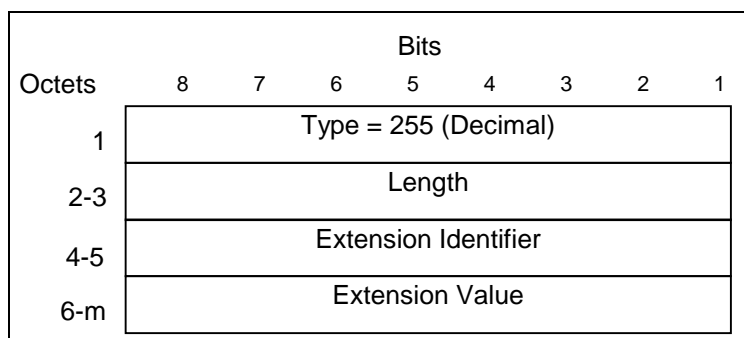 Bits
Octets 8 7 6 5 4 3 2 1
1 Type = 255 (Decimal)
2-3 Length
4-5 Extension Identifier
6-m Extension Value